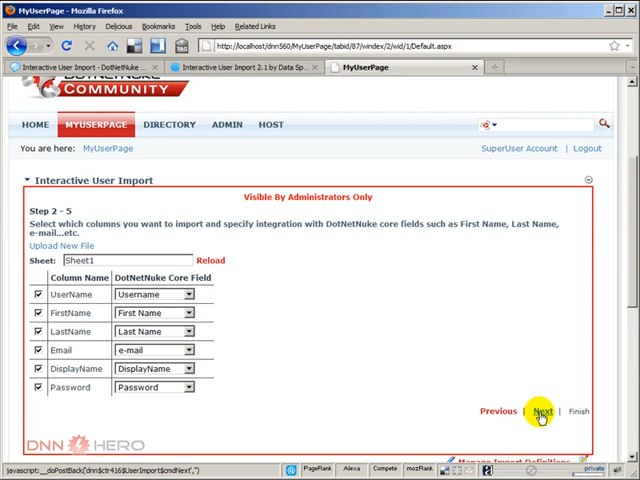 MyUserPage - Mozilla Firefox
File Edit View History Delicious Bookmarks Tools Related Links
http://localhost/dnn560/MyUserPage/tabid/87/windex/2/wid/1/Default.aspx
Interactive User Import - DotNetNuke ... Interactive User Import 2.1 by Data Sp... MyUserPage
DOTNETNUKE
COMMUNITY
HOME MYUSERPAGE DIRECTORY ADMIN HOST
You are here: MyUserPage SuperUser Account | Logout
Interactive User Import
Visible By Administrators Only
Step 2 - 5
Select which columns you want to import and specify integration with DotNetNuke core fields such as First Name, Last Name,
e-mail...etc.
Upload New File
Sheet: Sheet1 Reload
Column Name DotNetNuke Core Field
UserName Username
FirstName First Name
LastName Last Name
Email e-mail
DisplayName DisplayName
Password Password
Previous | Next | Finish
DNN HERO
Manage Import Definitions
javascript:__doPostBack('dnn$ctr416$UserImport$cmdNext','') PageRank Alexa Compete mozRank private